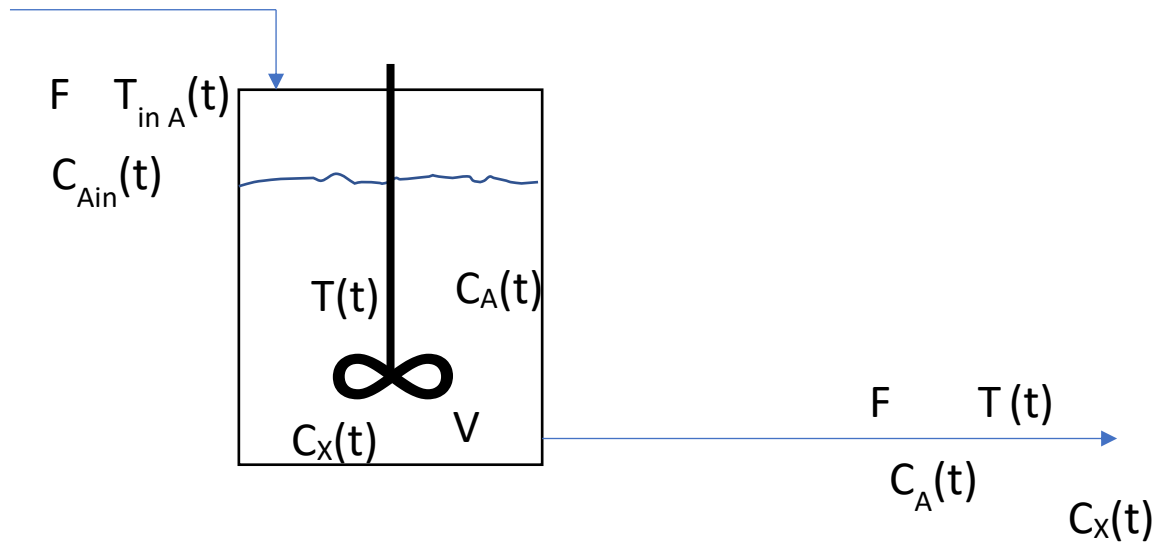 F T_in A(t)
C_Ain(t)
T(t) C_A(t)
C_X(t) V
F T (t)
C_A(t)
C_X(t)